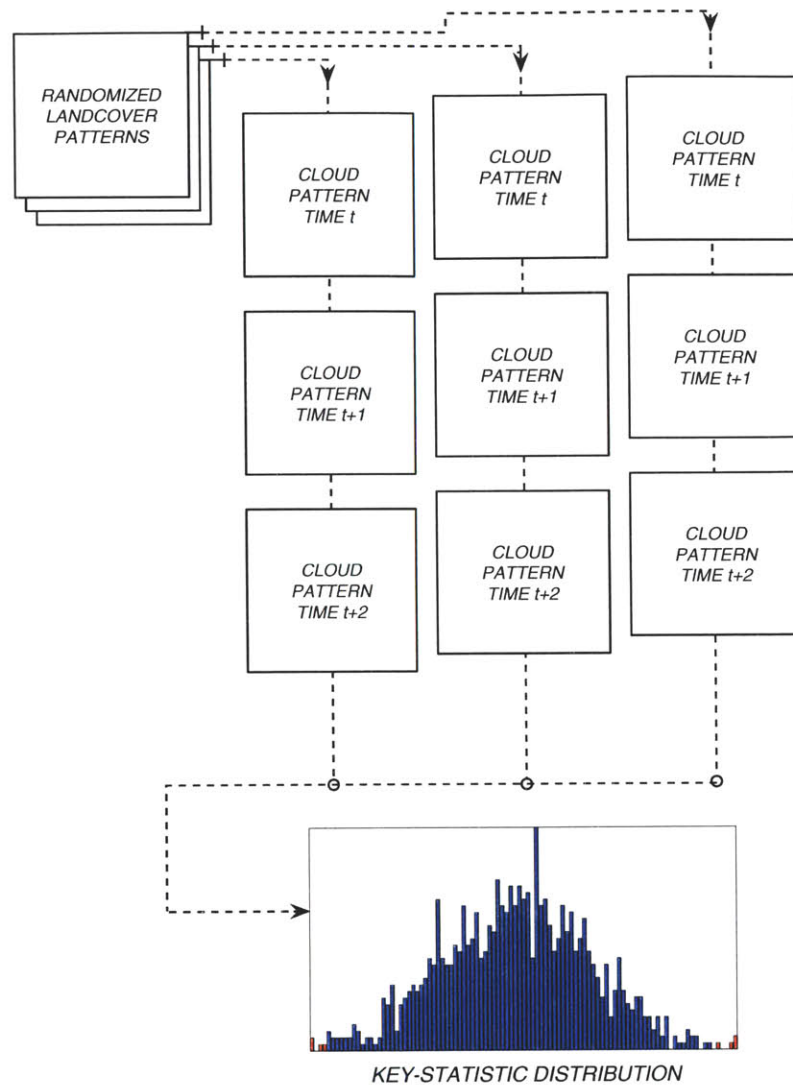 RANDOMIZED
LANDCOVER
PATTERNS
CLOUD
PATTERN
TIME t
CLOUD
PATTERN
TIME t
CLOUD
PATTERN
TIME t
CLOUD
PATTERN
TIME t+1
CLOUD
PATTERN
TIME t+1
CLOUD
PATTERN
TIME t+1
CLOUD
PATTERN
TIME t+2
CLOUD
PATTERN
TIME t+2
CLOUD
PATTERN
TIME t+2
KEY-STATISTIC DISTRIBUTION